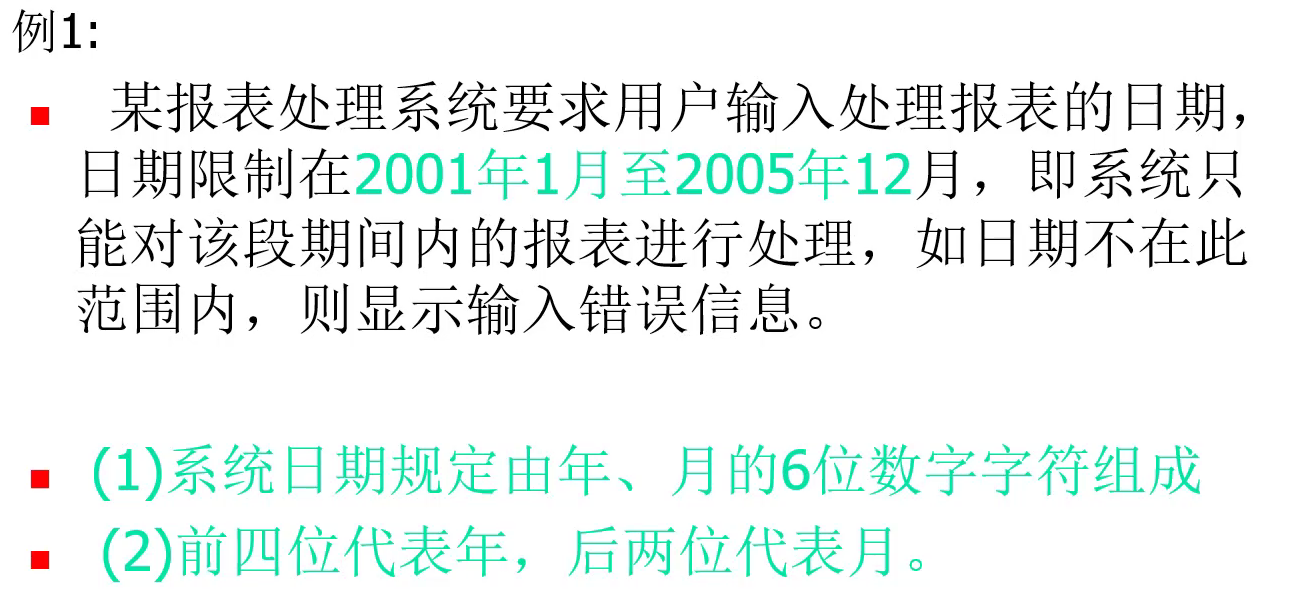 例1:
某报表处理系统要求用户输入处理报表的日期，
日期限制在2001年1月至2005年12月，即系统只
能对该段期间内的报表进行处理，如日期不在此
范围内，则显示输入错误信息。
(1)系统日期规定由年、月的6位数字字符组成
(2)前四位代表年，后两位代表月。